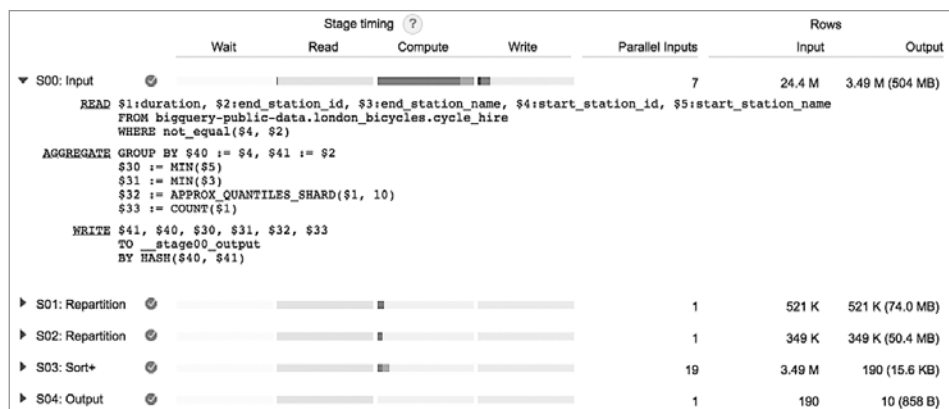 Stage timing ? Rows
Wait Read Compute Write Parallel Inputs Input Output
S00: Input 7 24.4 M 3.49 M (504 MB)
READ $1:duration, $2:end_station_id, $3:end_station_name, $4:start_station_id, $5:start_station_name
FROM bigquery-public-data.london_bicycles.cycle_hire
WHERE not_equal($4, $2)
AGGREGATE GROUP BY $40 := $4, $41 := $2
$30 := MIN($5)
$31 := MIN($3)
$32 := APPROX_QUANTILES_SHARD($1, 10)
$33 := COUNT($1)
WRITE $41, $40, $30, $31, $32, $33
TO __stage00_output
BY HASH($40, $41)
S01: Repartition 1 521 K 521 K (74.0 MB)
S02: Repartition 1 349 K 349 K (50.4 MB)
S03: Sort+ 19 3.49 M 190 (15.6 KB)
S04: Output 1 190 10 (858 B)